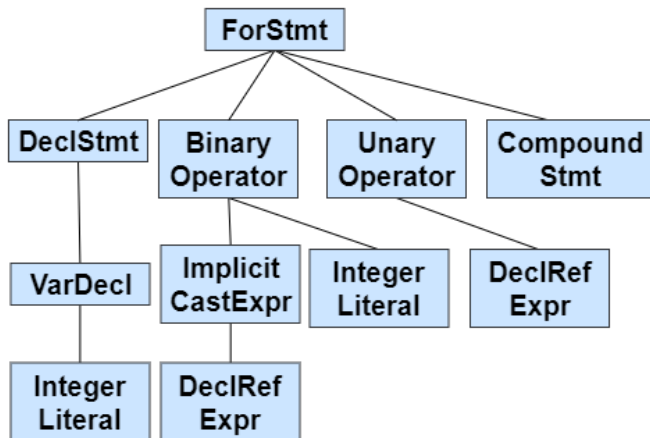 ForStmt
DeclStmt
Binary
Operator
Unary
Operator
Compound
Stmt
VarDecl
Implicit
CastExpr
Integer
Literal
DeclRef
Expr
Integer
Literal
DeclRef
Expr